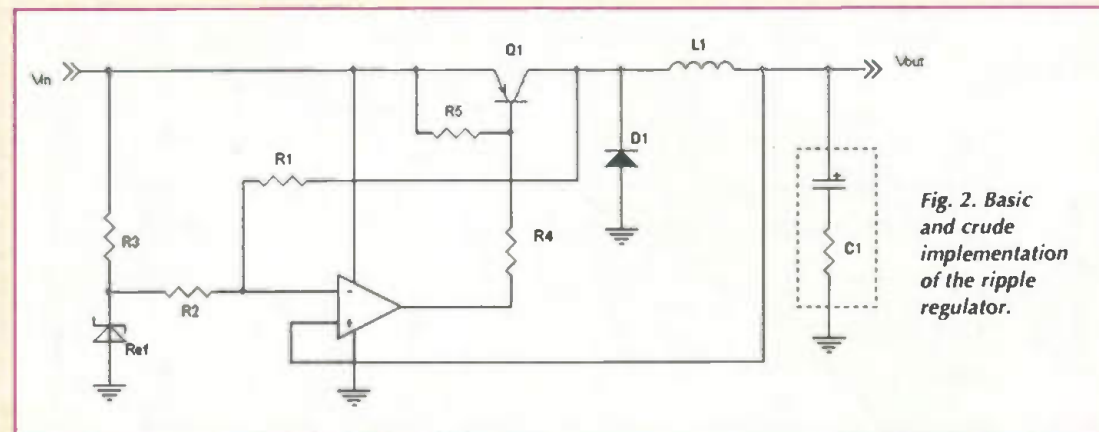 Q1
L1
Vin
Vout
R5
D1
R1
R3
R4
C1
R2
-
+
+
Ref
Fig. 2. Basic
and crude
implementation
of the ripple
regulator.